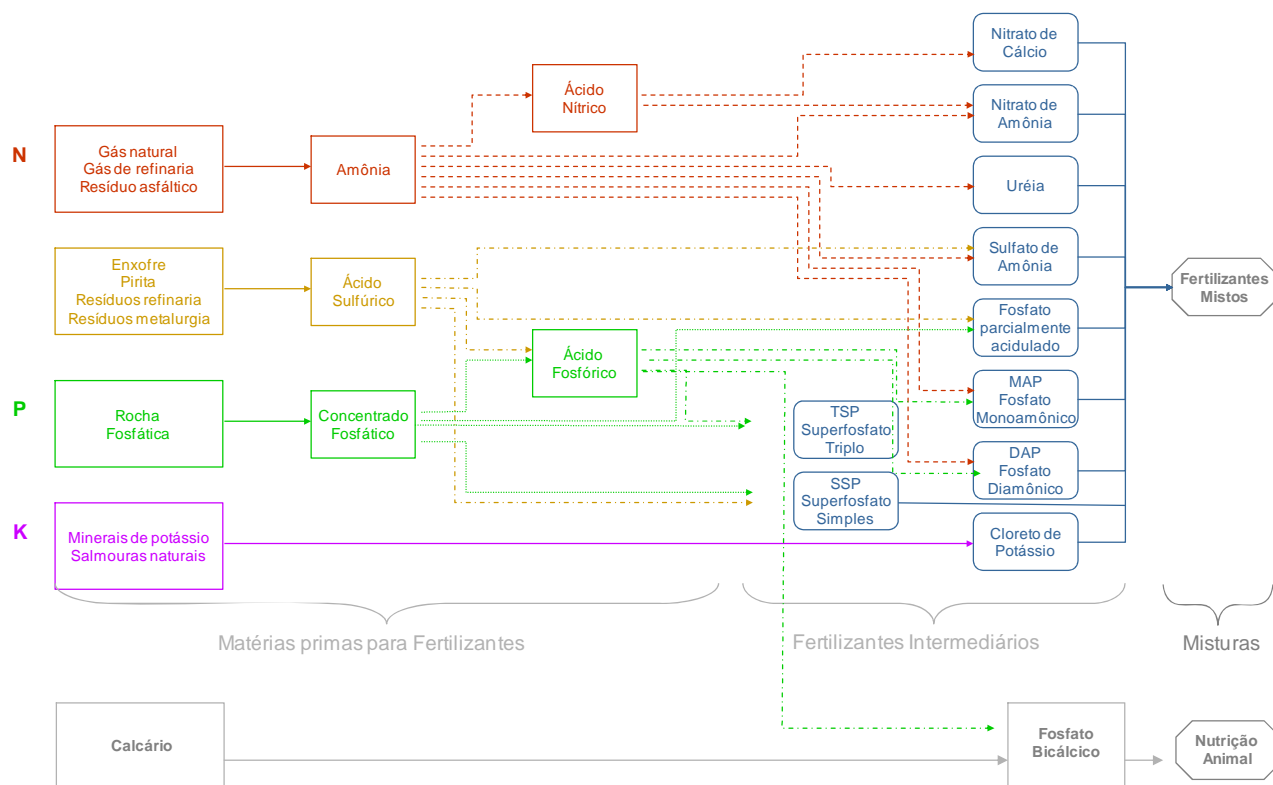 Nitrato de
Cálcio
Ácido
Nítrico
Nitrato de
Amônia
N
Gás natural
Gás de refinaria
Resíduo asfáltico
Amônia
Uréia
Enxofre
Pirita
Resíduos refinaria
Resíduos metalurgia
Ácido
Sulfúrico
Sulfato de
Amônia
Fertilizantes
Mistos
Fosfato
parcialmente
acidulado
Ácido
Fosfórico
P
Rocha
Fosfática
Concentrado
Fosfático
TSP
Superfosfato
Triplo
MAP
Fosfato
Monoamônico
DAP
Fosfato
Diamônico
SSP
Superfosfato
Simples
K
Minerais de potássio
Salmouras naturais
Cloreto de
Potássio
Matérias primas para Fertilizantes
Fertilizantes Intermediários
Misturas
Calcário
Fosfato
Bicálcico
Nutrição
Animal